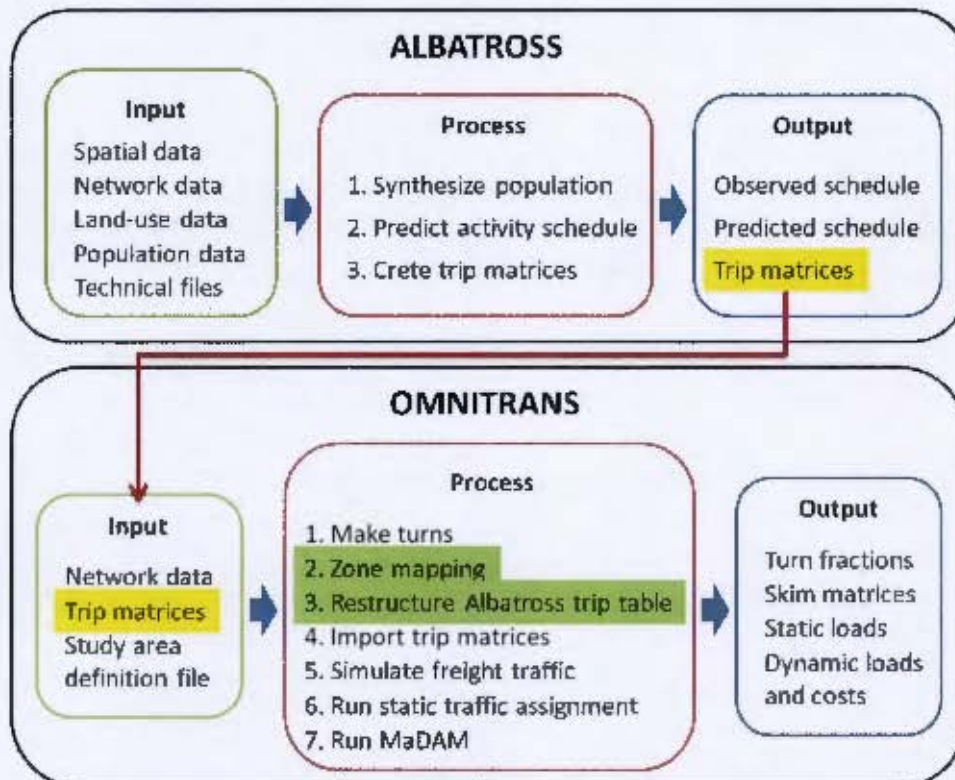 ALBATROSS
Input
Spatial data
Network data
Land-use data
Population data
Technical files
Process
1. Synthesize population
2. Predict activity schedule
3. Crete trip matrices
Output
Observed schedule
Predicted schedule
Trip matrices
OMNITRANS
Input
Network data
Trip matrices
Study area
definition file
Process
1. Make turns
2. Zone mapping
3. Restructure Albatross trip table
4. Import trip matrices
5. Simulate freight traffic
6. Run static traffic assignment
7. Run MaDAM
Output
Turn fractions
Skim matrices
Static loads
Dynamic loads
and costs